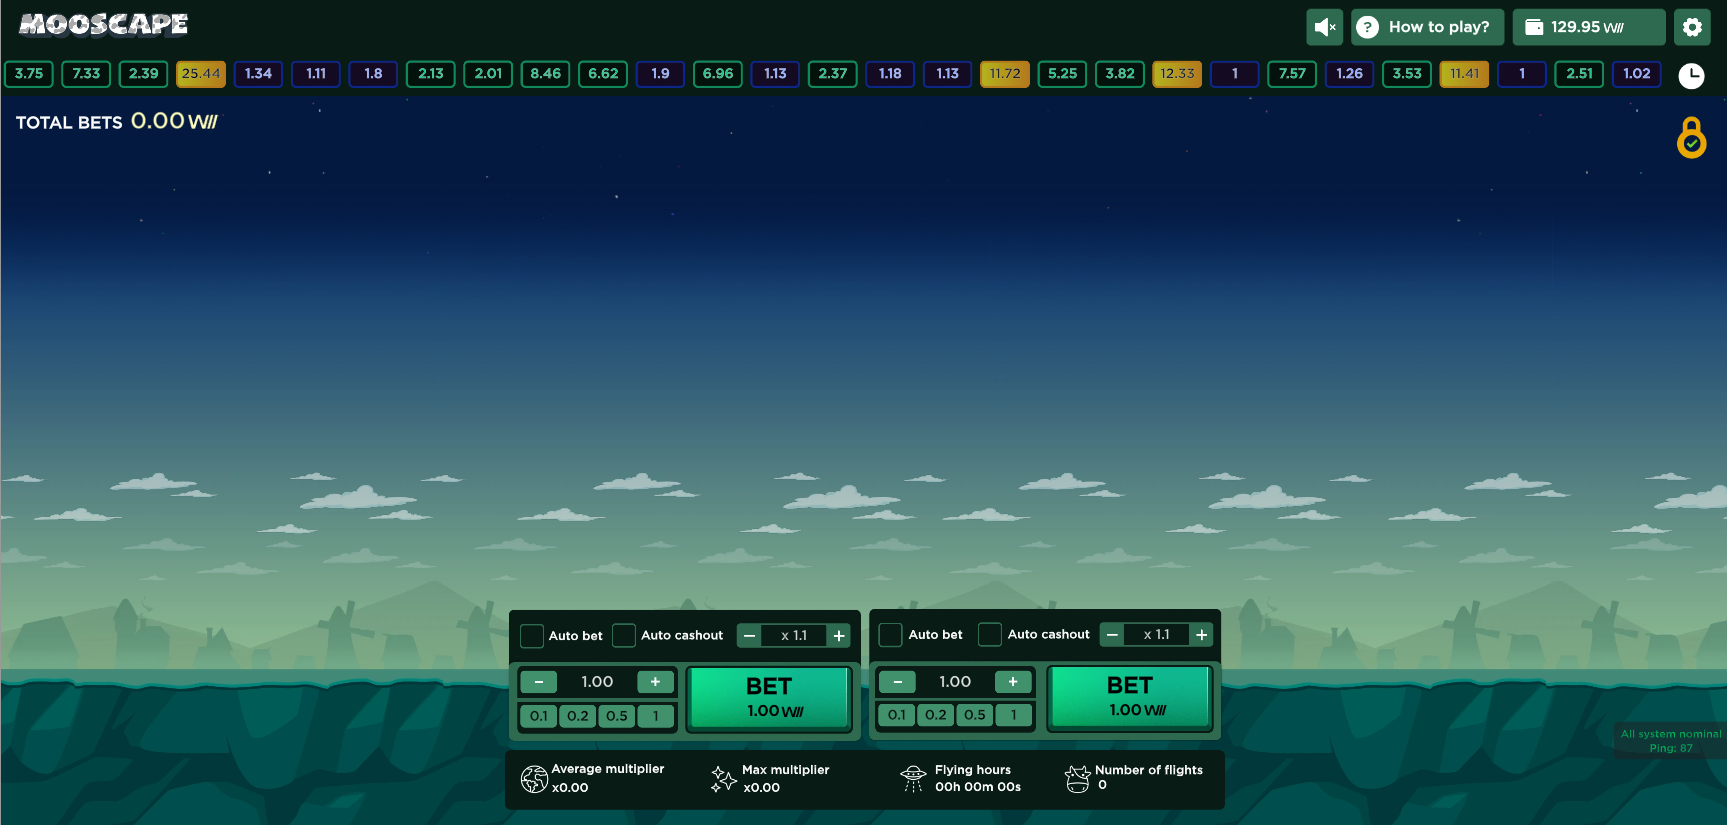 MOOSCAPE
How to play?
129.95 W///
3.75 7.33 2.39 25.44 1.34 1.11 1.8 2.13 2.01 8.46 6.62 1.9 6.96 1.13 2.37 1.18 1.13 11.72 5.25 3.82 12.33 1 7.57 1.26 3.53 11.41 1 2.51 1.02
TOTAL BETS 0.00 W///
Auto bet Auto cashout − x 1.1 +
− 1.00 +
0.1 0.2 0.5 1
BET
1.00 W///
Auto bet Auto cashout − x 1.1 +
− 1.00 +
0.1 0.2 0.5 1
BET
1.00 W///
All system nominal
Ping: 87
Average multiplier
x0.00
Max multiplier
x0.00
Flying hours
00h 00m 00s
Number of flights
0